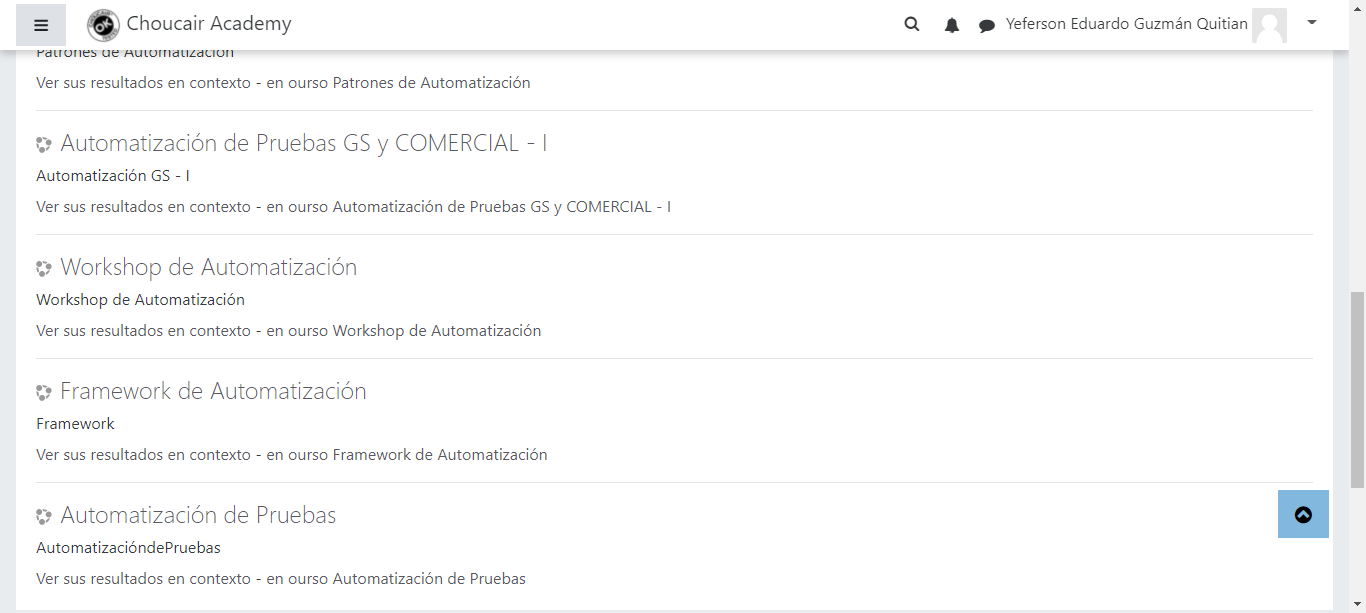 Choucair Academy
Yeferson Eduardo Guzmán Quitian
Patrones de Automatización
Ver sus resultados en contexto - en ourso Patrones de Automatización
Automatización de Pruebas GS y COMERCIAL - I
Automatización GS - I
Ver sus resultados en contexto - en ourso Automatización de Pruebas GS y COMERCIAL - I
Workshop de Automatización
Workshop de Automatización
Ver sus resultados en contexto - en ourso Workshop de Automatización
Framework de Automatización
Framework
Ver sus resultados en contexto - en ourso Framework de Automatización
Automatización de Pruebas
AutomatizacióndePruebas
Ver sus resultados en contexto - en ourso Automatización de Pruebas